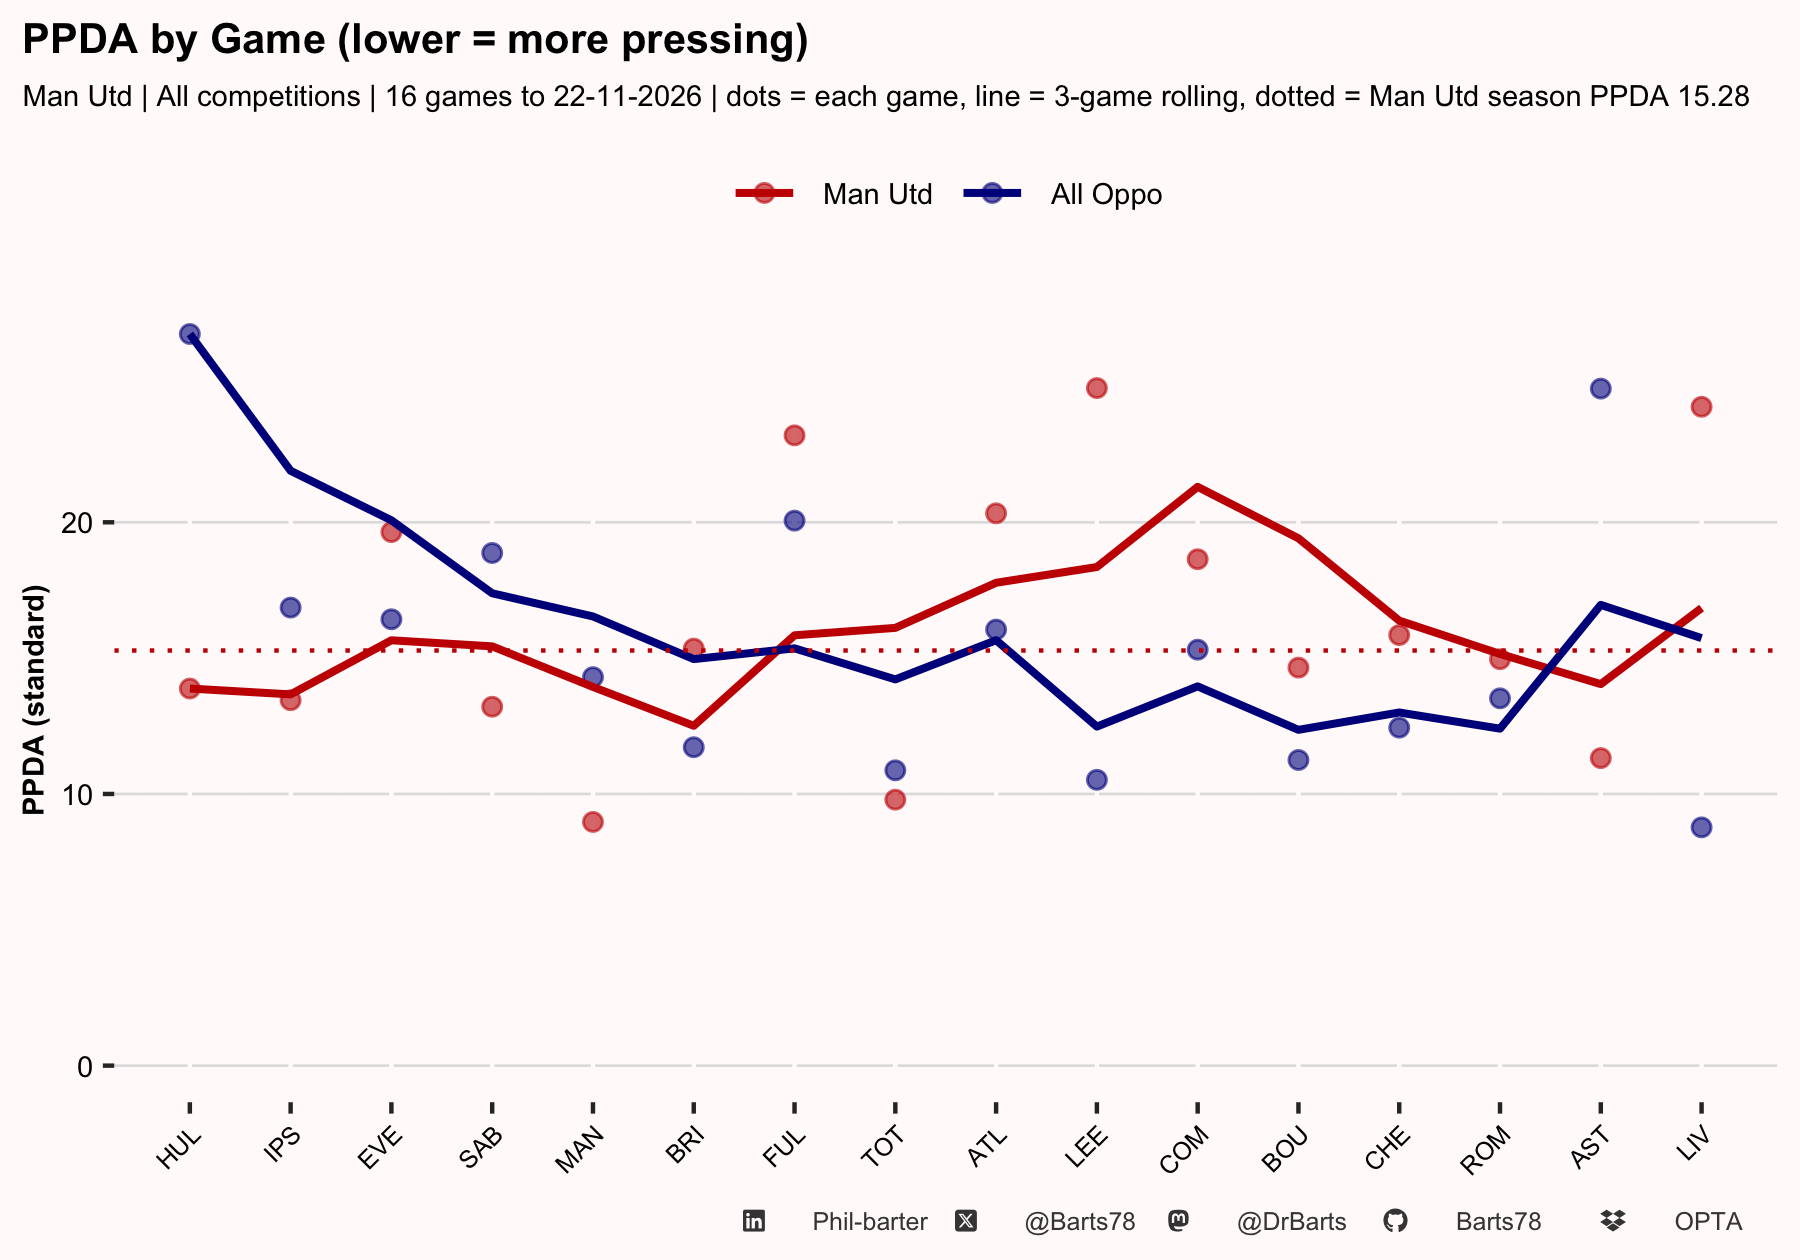 PPDA by Game (lower = more pressing)
Man Utd | All competitions | 16 games to 22-11-2026 | dots = each game, line = 3-game rolling, dotted = Man Utd season PPDA 15.28
Man Utd All Oppo
PPDA (standard)
20
10
0
HUL IPS EVE SAB MAN BRI FUL TOT ATL LEE COM BOU CHE ROM AST LIV
Phil-barter @Barts78 @DrBarts Barts78 OPTA